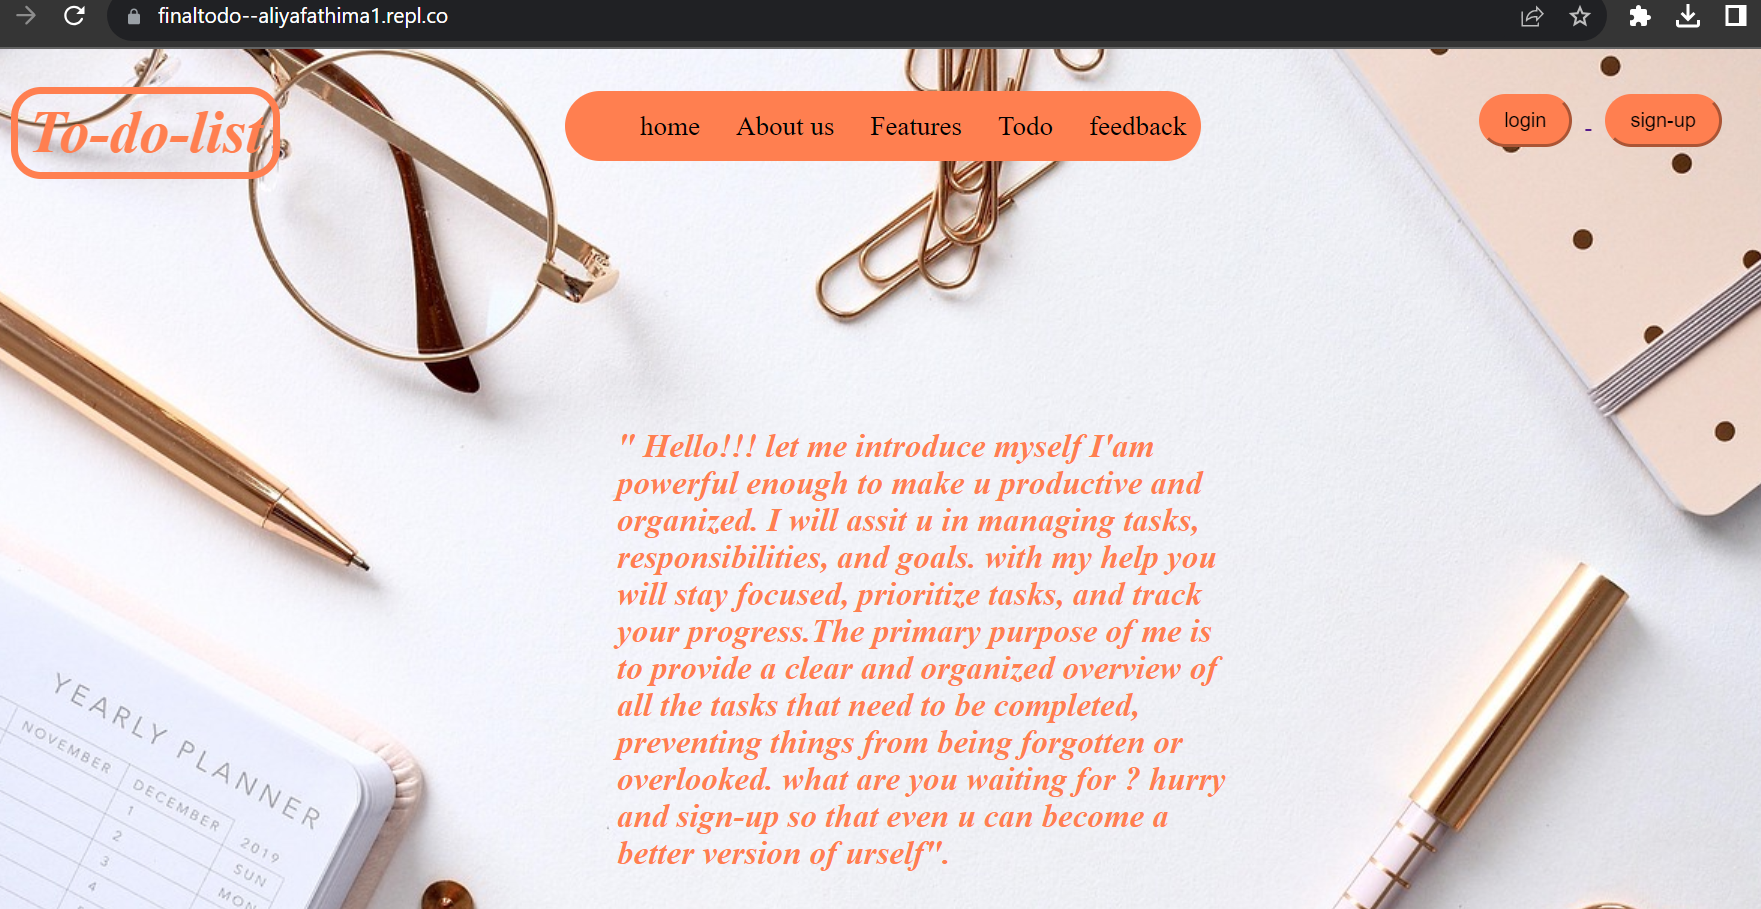 finaltodo--aliyafathima1.repl.co
To-do-list
home About us Features Todo feedback
login - sign-up
" Hello!!! let me introduce myself I'am
powerful enough to make u productive and
organized. I will assit u in managing tasks,
responsibilities, and goals. with my help you
will stay focused, prioritize tasks, and track
your progress.The primary purpose of me is
to provide a clear and organized overview of
all the tasks that need to be completed,
preventing things from being forgotten or
overlooked. what are you waiting for ? hurry
and sign-up so that even u can become a
better version of urself".
YEARLY PLANNER
NOVEMBER
DECEMBER
2019
1
SUN
2
MON
3
4